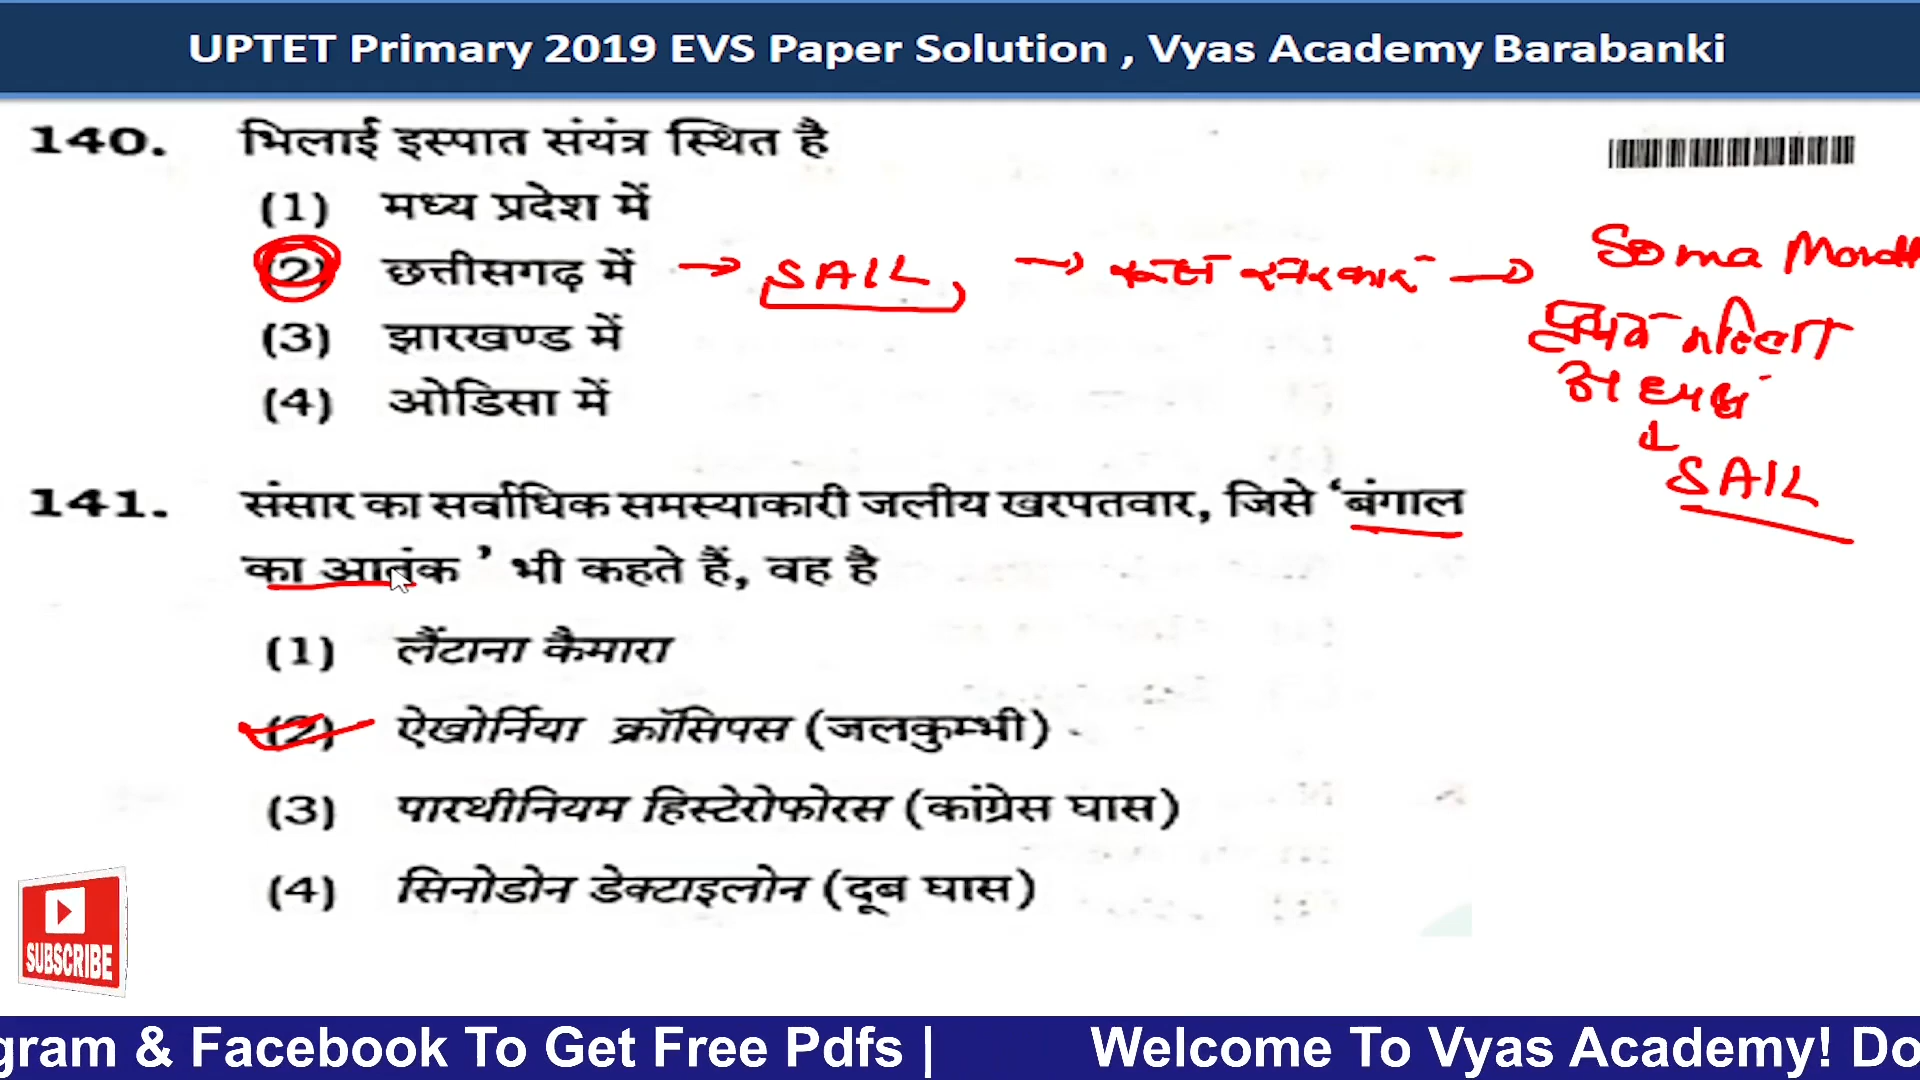 UPTET Primary 2019 EVS Paper Solution , Vyas Academy Barabanki
140. भिलाई इस्पात संयंत्र स्थित है
(1) मध्य प्रदेश में
(2) छत्तीसगढ़ में → SAIL →
Soma
(3) झारखण्ड में
(4) ओडिसा में
SAIL
141. संसार का सर्वाधिक समस्याकारी जलीय खरपतवार, जिसे ‘बंगाल
का आतंक’ भी कहते हैं, वह है
(1) लैंटाना कैमारा
(2) ऐखोर्निया क्रॉसिपस (जलकुम्भी)
(3) पारथीनियम हिस्टेरोफोरस (कांग्रेस घास)
(4) सिनोडोन डेक्टाइलोन (दूब घास)
SUBSCRIBE
gram & Facebook To Get Free Pdfs | Welcome To Vyas Academy! Do